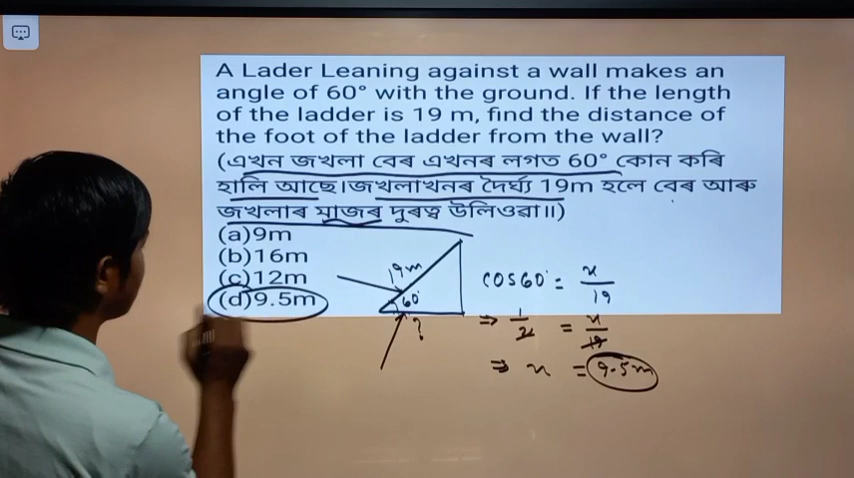 A Lader Leaning against a wall makes an
angle of 60° with the ground. If the length
of the ladder is 19 m, find the distance of
the foot of the ladder from the wall?
(এখন জখলা বেৰ এখনৰ লগত 60° কোন কৰি
হালি আছে।জখলাখনৰ দৈৰ্ঘ্য 19m হলে বেৰ আৰু
জখলাৰ মাজৰ দুৰত্ব উলিওৱা॥)
(a)9m
(b)16m
(c)12m
(d)9.5m
19m
60°
?
cos60° = x/19
⇒ 1/2 = x/19
⇒ x = 9.5m